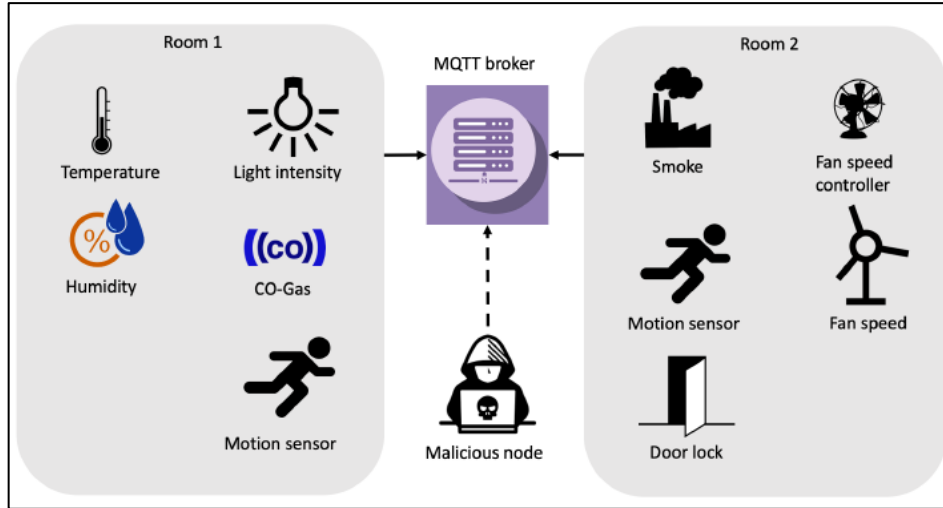 Room 1
Temperature
Light intensity
%
Humidity
((co))
CO-Gas
Motion sensor
MQTT broker
Malicious node
Room 2
Smoke
Fan speed
controller
Motion sensor
Fan speed
Door lock